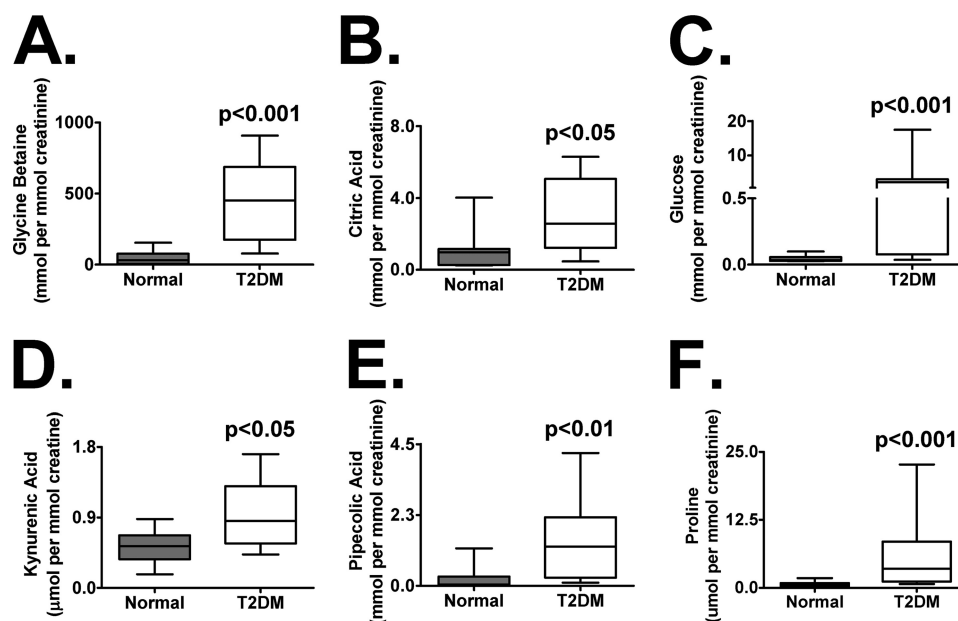 A.
Glycine Betaine
(mmol per mmol creatinine)
1000
500
0
p<0.001
Normal
T2DM
B.
Citric Acid
(mmol per mmol creatinine)
8.0
4.0
0.0
p<0.05
Normal
T2DM
C.
Glucose
(mmol per mmol creatinine)
20
10
0.5
0.0
p<0.001
Normal
T2DM
D.
Kynurenic Acid
(μmol per mmol creatine)
1.8
0.9
0.0
p<0.05
Normal
T2DM
E.
Pipecolic Acid
(mmol per mmol creatinine)
4.5
2.3
0.0
p<0.01
Normal
T2DM
F.
Proline
(umol per mmol creatinine)
25.0
12.5
0.0
p<0.001
Normal
T2DM